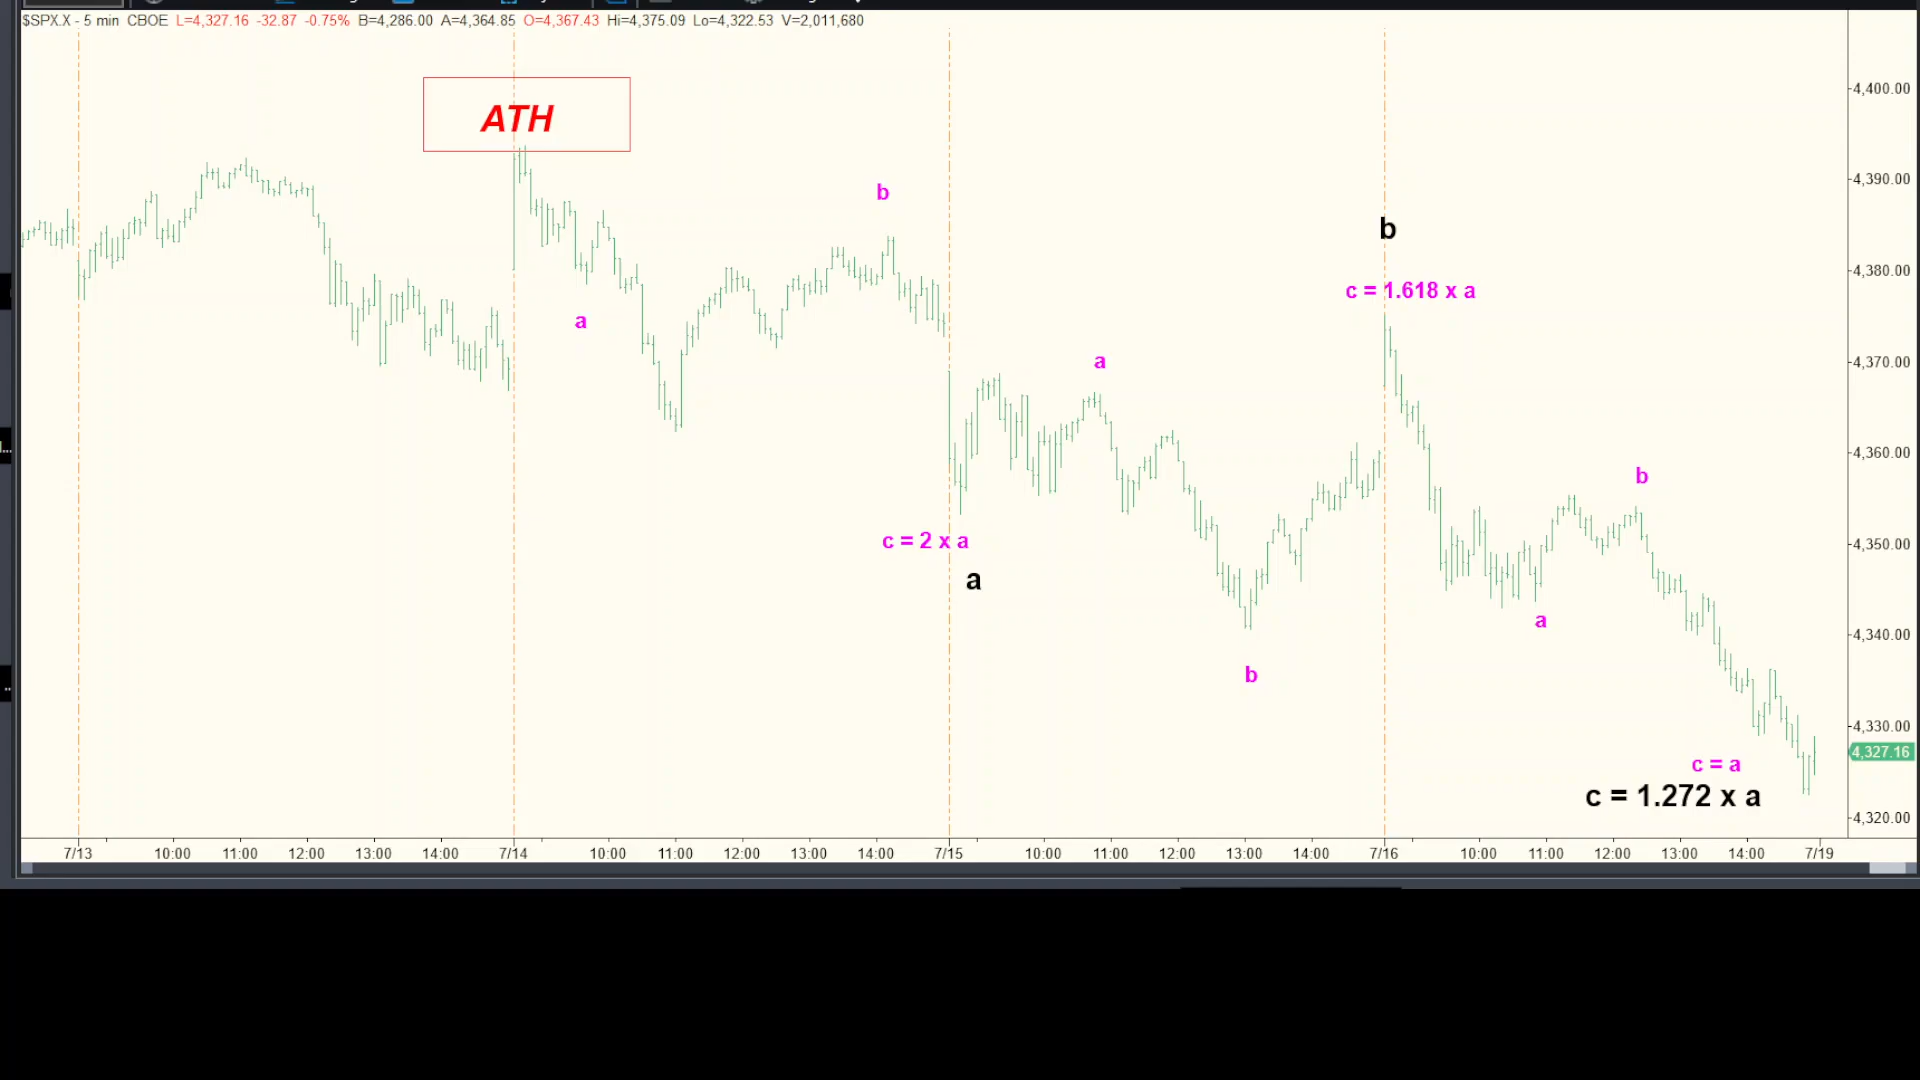 $SPX.X - 5 min CBOE L=4,327.16 -32.87 -0.75% B=4,286.00 A=4,364.85 O=4,367.43 Hi=4,375.09 Lo=4,322.53 V=2,011,680
4,400.00
ATH
4,390.00
b
b
4,380.00
c = 1.618 x a
a
a
4,370.00
4,360.00
b
c = 2 x a
4,350.00
a
a
4,340.00
b
4,330.00
4,327.16
c = a
c = 1.272 x a
4,320.00
7/13 10:00 11:00 12:00 13:00 14:00 7/14 10:00 11:00 12:00 13:00 14:00 7/15 10:00 11:00 12:00 13:00 14:00 7/16 10:00 11:00 12:00 13:00 14:00 7/19